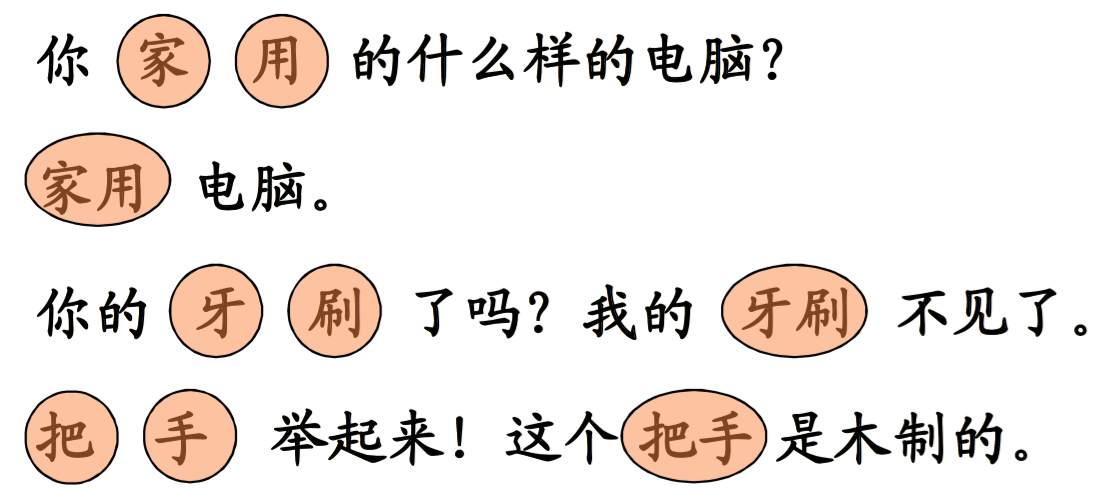 你家用的什么样的电脑？
家用电脑。
你的牙刷了吗？我的牙刷不见了。
把手举起来！这个把手是木制的。